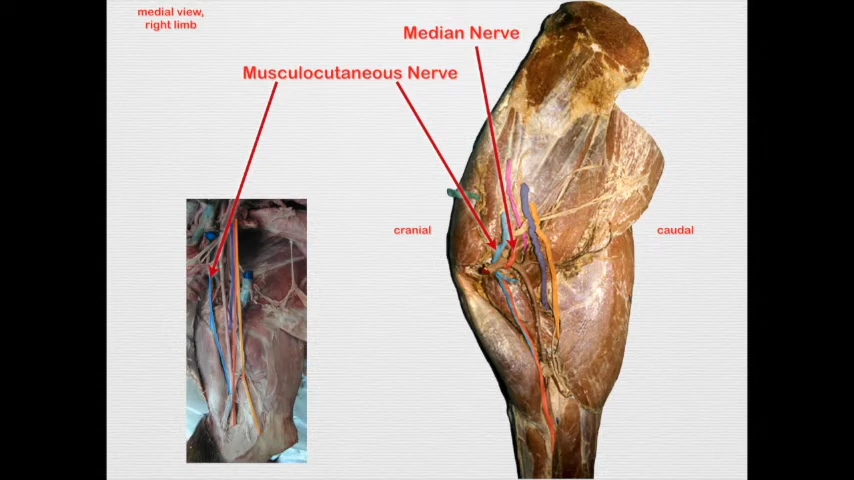 medial view,
right limb
Median Nerve
Musculocutaneous Nerve
cranial
caudal